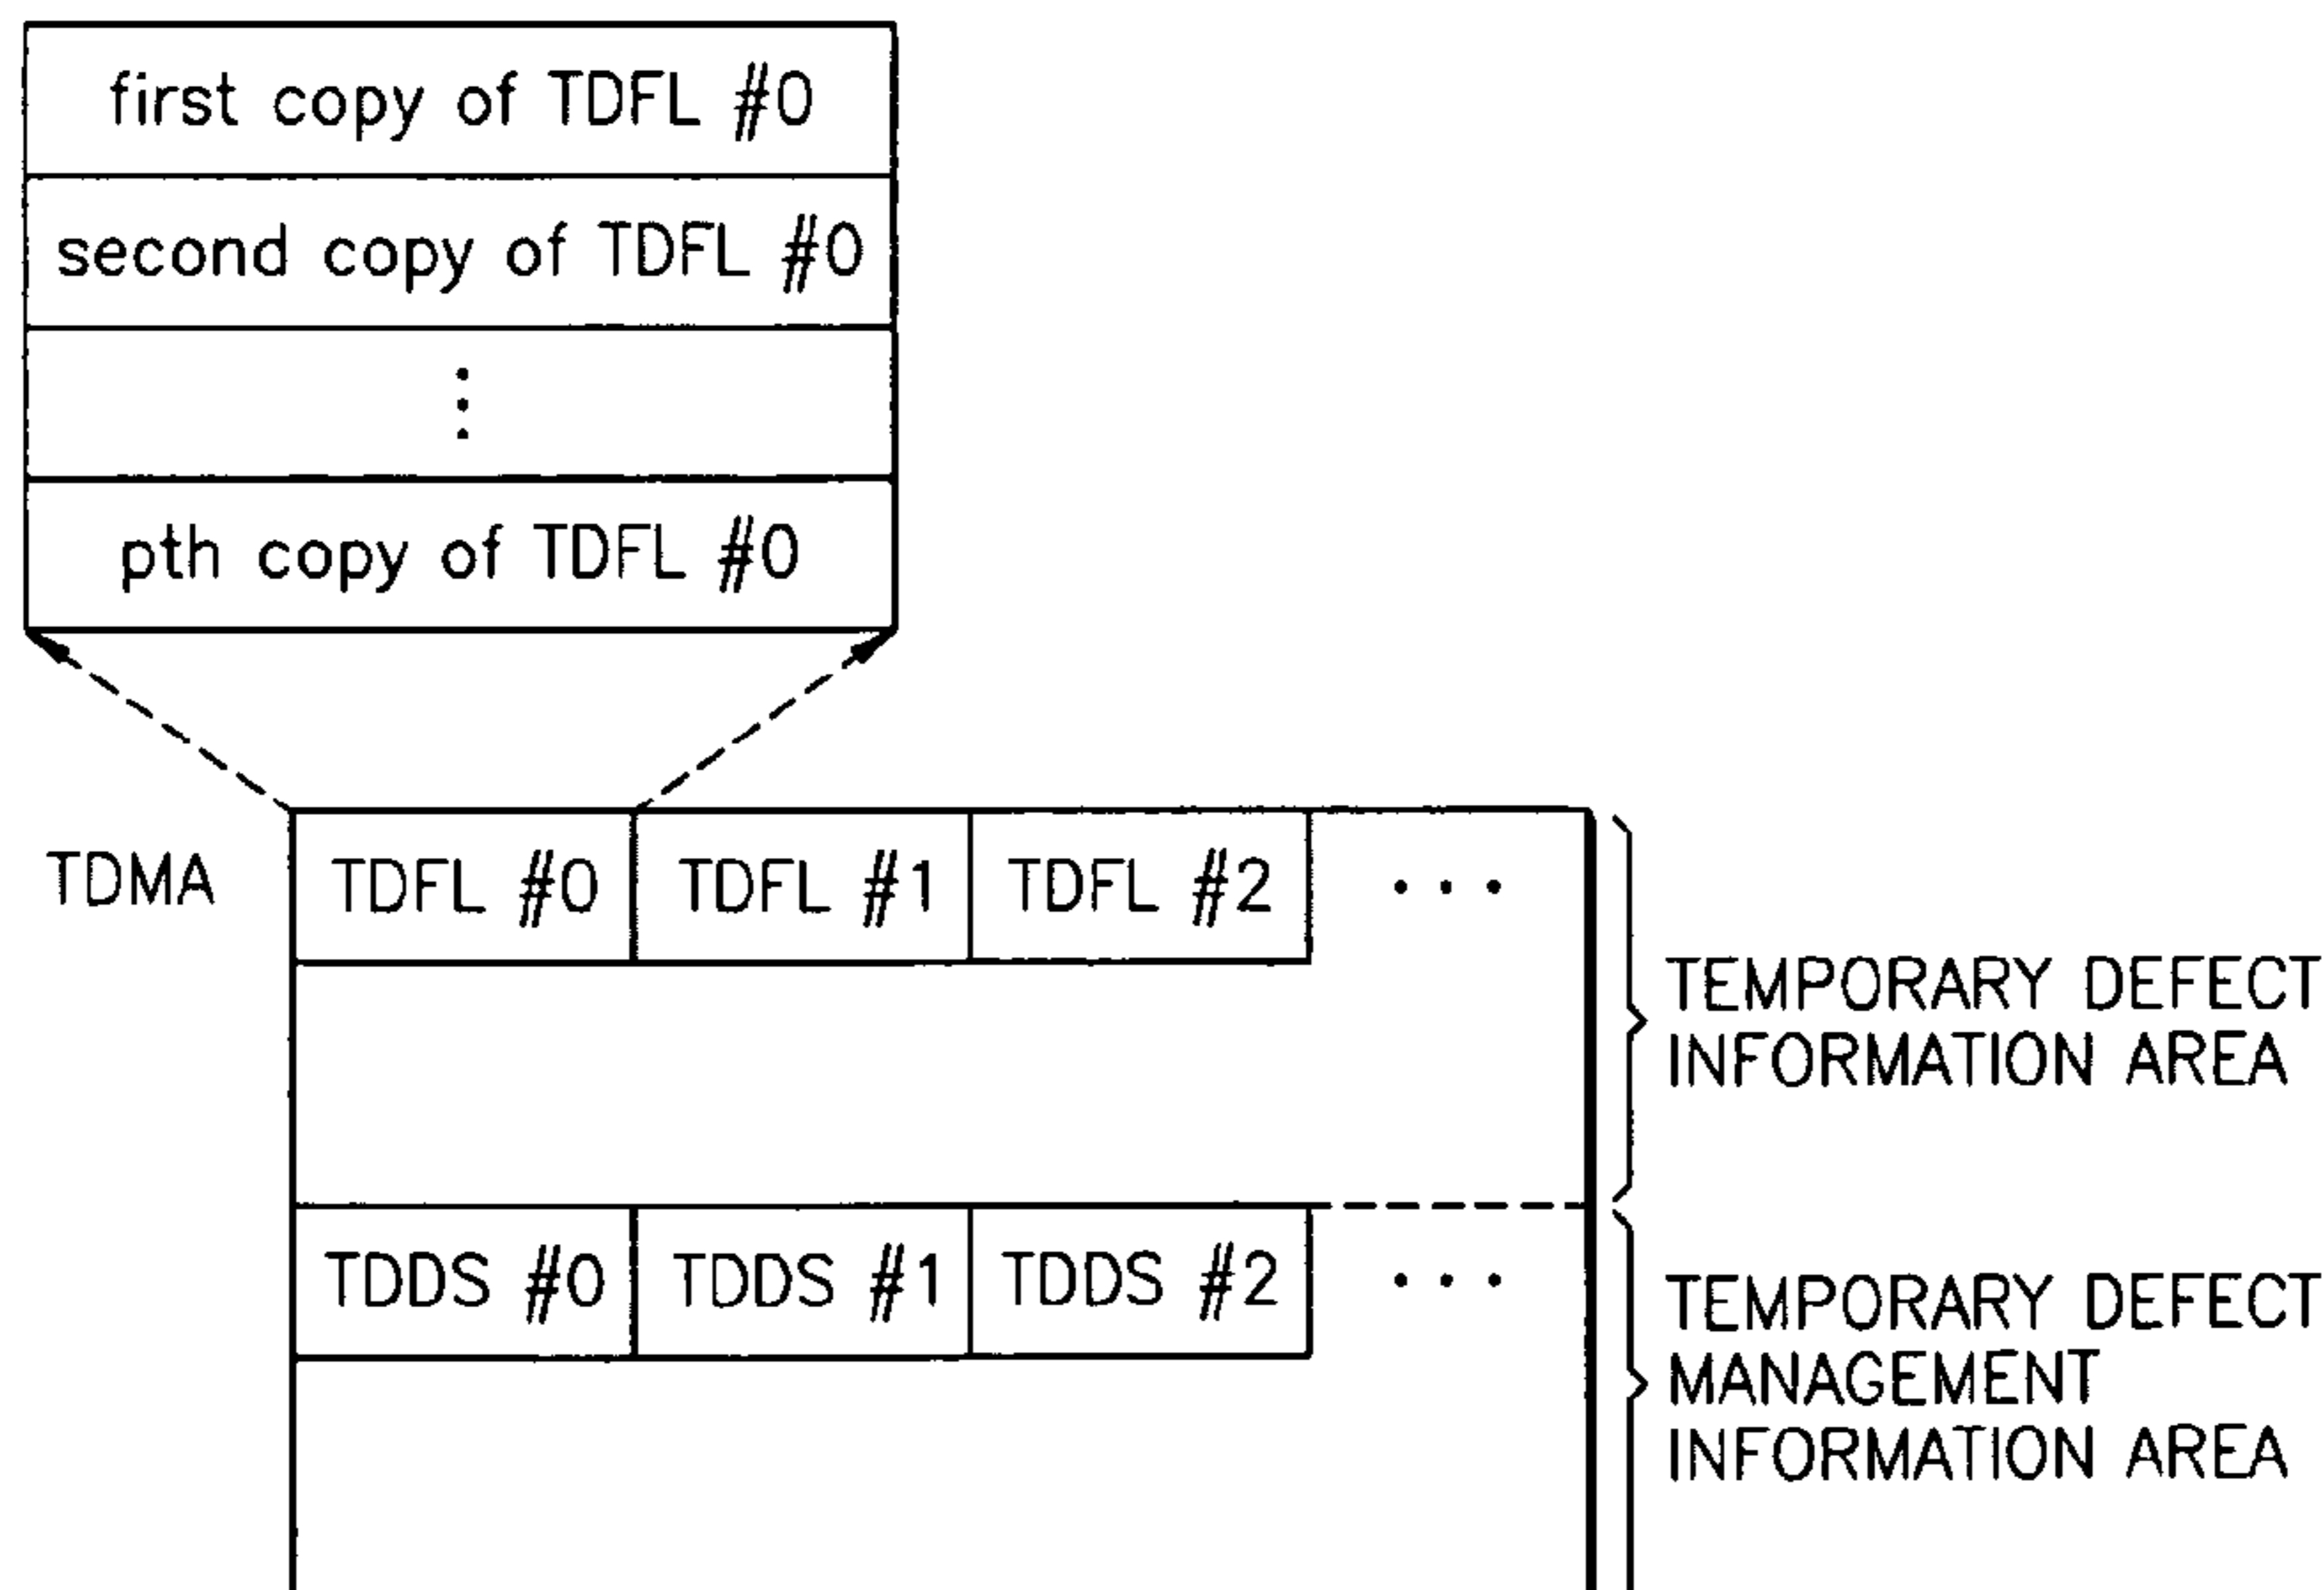 first copy of TDFL #0
second copy of TDFL #0
⋮
pth copy of TDFL #0
TDMA
TDFL #0 TDFL #1 TDFL #2 ...
TEMPORARY DEFECT
INFORMATION AREA
TDDS #0 TDDS #1 TDDS #2 ...
TEMPORARY DEFECT
MANAGEMENT
INFORMATION AREA